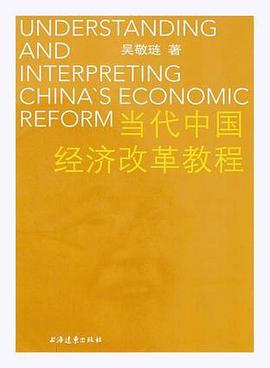 UNDERSTANDING
AND
INTERPRETING
吴敬琏 著
CHINA`S ECONOMIC
REFORM
当代中国
经济改革教程
上海远东出版社